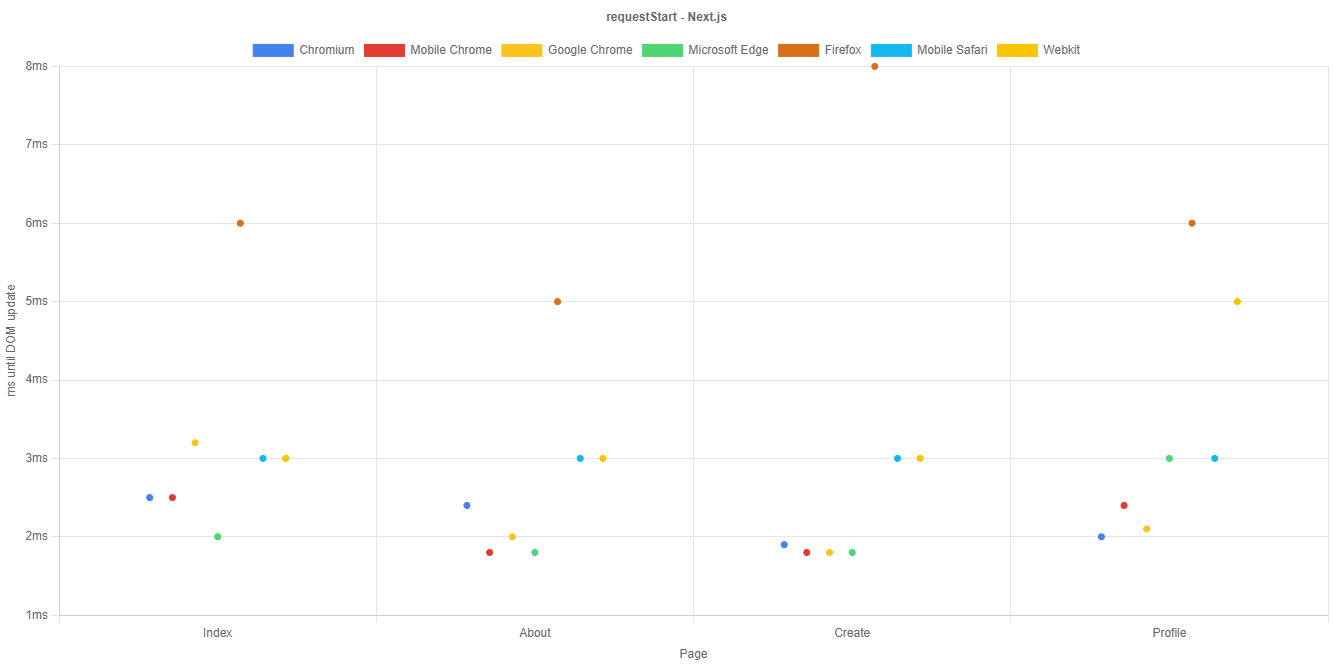 requestStart - Next.js
Chromium Mobile Chrome Google Chrome Microsoft Edge Firefox Mobile Safari Webkit
8ms
7ms
6ms
5ms
4ms
3ms
2ms
1ms
ms until DOM update
Index About Create Profile
Page